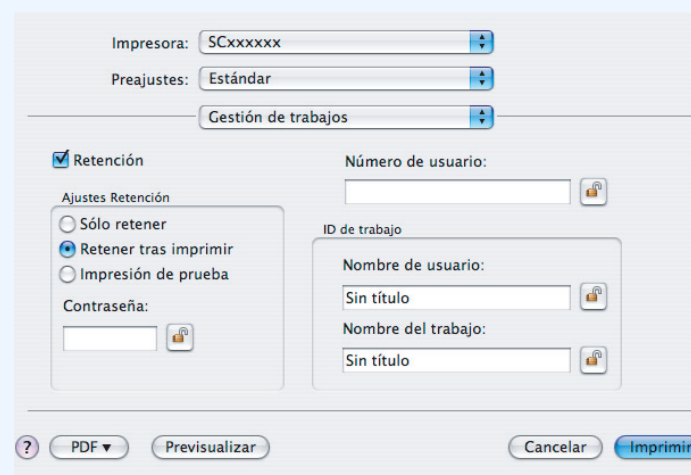 Impresora: SCxxxxxx
Preajustes: Estándar
Gestión de trabajos
Retención
Ajustes Retención
Sólo retener
Retener tras imprimir
Impresión de prueba
Contraseña:
Número de usuario:
ID de trabajo
Nombre de usuario:
Sin título
Nombre del trabajo:
Sin título
? PDF▼ Previsualizar Cancelar Imprimir